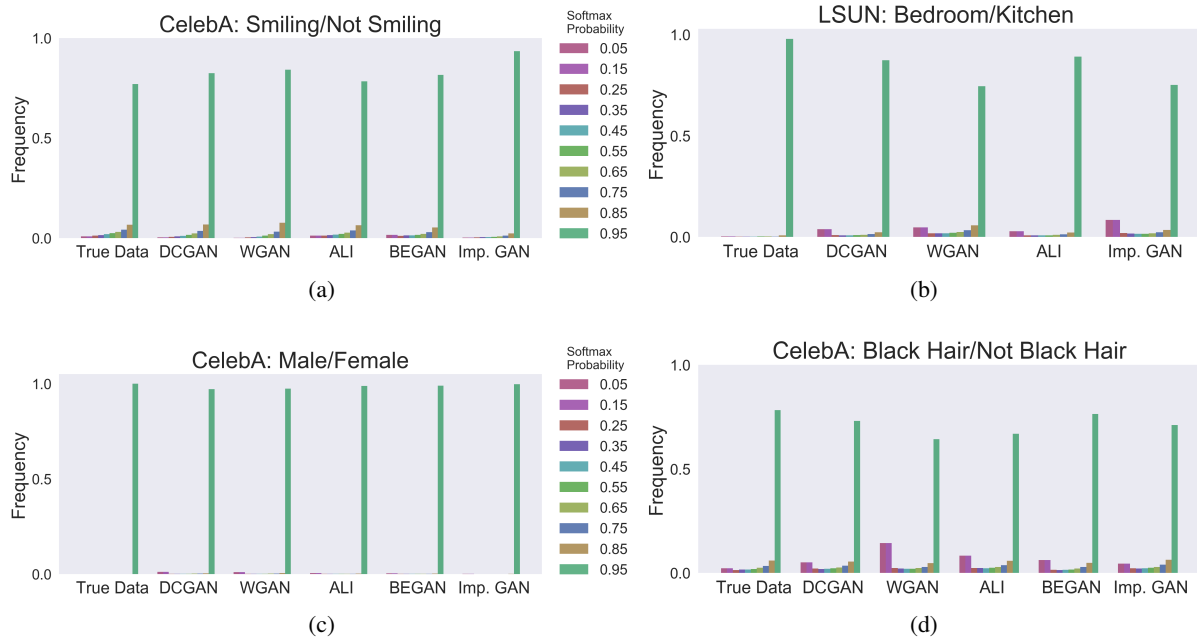 CelebA: Smiling/Not Smiling
Softmax
Probability
1.0
0.5
0.0
Frequency
True Data DCGAN WGAN ALI BEGAN Imp. GAN
0.05
0.15
0.25
0.35
0.45
0.55
0.65
0.75
0.85
0.95
(a)
LSUN: Bedroom/Kitchen
1.0
0.5
0.0
Frequency
True Data DCGAN WGAN ALI Imp. GAN
(b)
CelebA: Male/Female
Softmax
Probability
1.0
0.5
0.0
Frequency
True Data DCGAN WGAN ALI BEGAN Imp. GAN
0.05
0.15
0.25
0.35
0.45
0.55
0.65
0.75
0.85
0.95
(c)
CelebA: Black Hair/Not Black Hair
1.0
0.5
0.0
Frequency
True Data DCGAN WGAN ALI BEGAN Imp. GAN
(d)